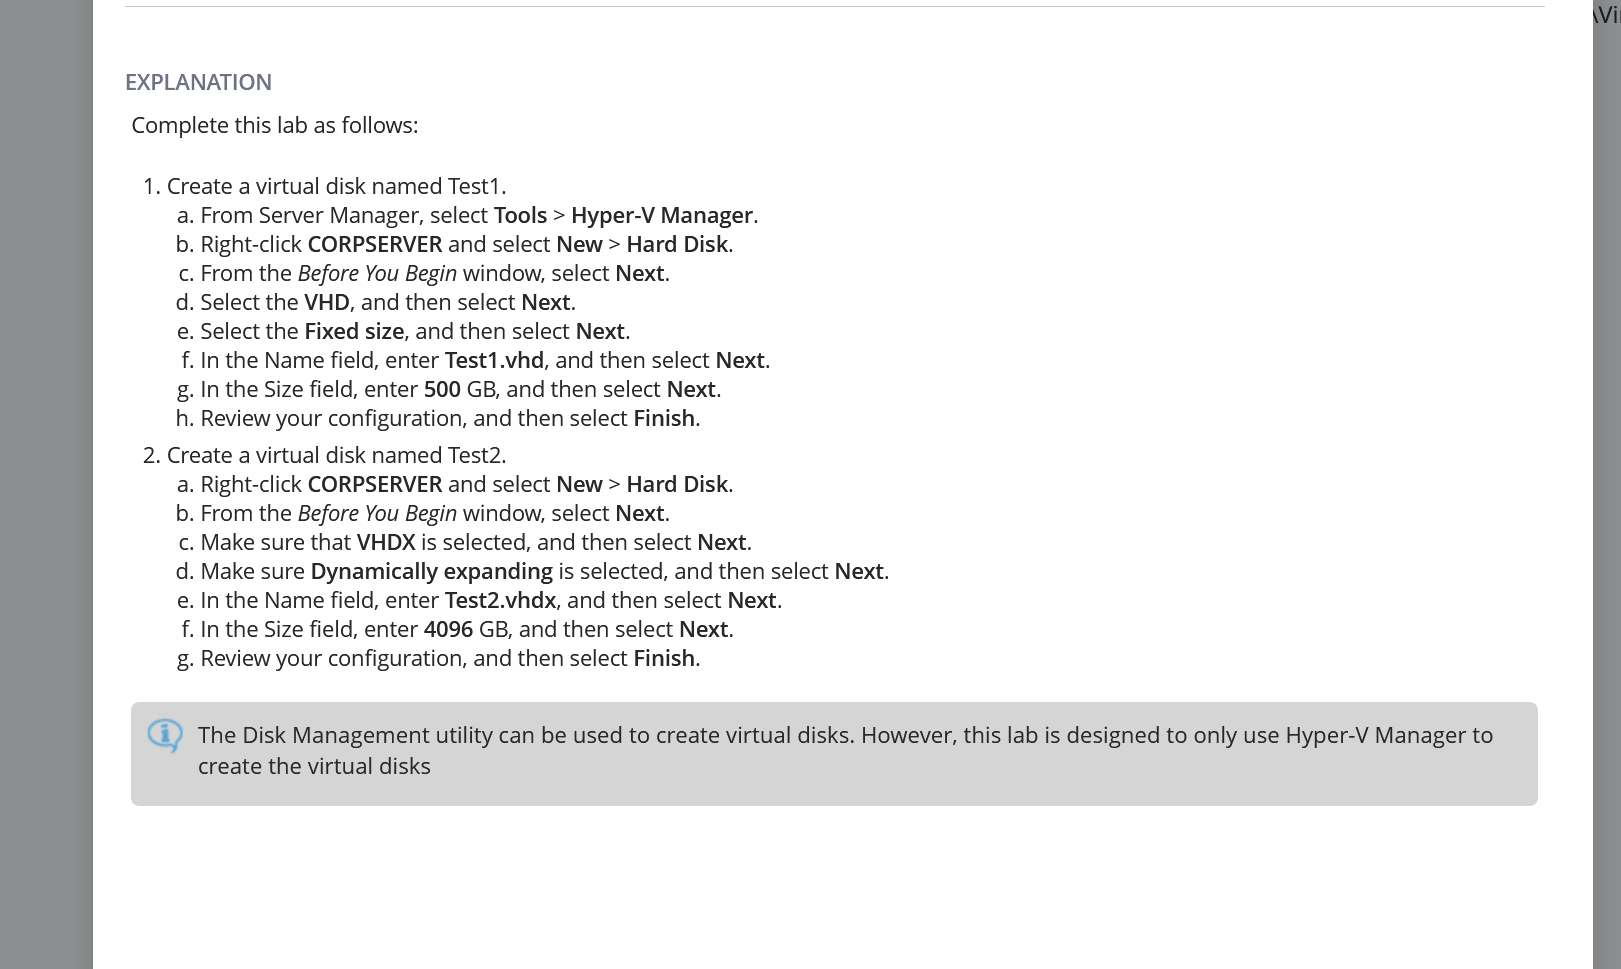 \Vi
EXPLANATION
Complete this lab as follows:
1. Create a virtual disk named Test1.
a. From Server Manager, select Tools > Hyper-V Manager.
b. Right-click CORPSERVER and select New > Hard Disk.
c. From the Before You Begin window, select Next.
d. Select the VHD, and then select Next.
e. Select the Fixed size, and then select Next.
f. In the Name field, enter Test1.vhd, and then select Next.
g. In the Size field, enter 500 GB, and then select Next.
h. Review your configuration, and then select Finish.
2. Create a virtual disk named Test2.
a. Right-click CORPSERVER and select New > Hard Disk.
b. From the Before You Begin window, select Next.
c. Make sure that VHDX is selected, and then select Next.
d. Make sure Dynamically expanding is selected, and then select Next.
e. In the Name field, enter Test2.vhdx, and then select Next.
f. In the Size field, enter 4096 GB, and then select Next.
g. Review your configuration, and then select Finish.
The Disk Management utility can be used to create virtual disks. However, this lab is designed to only use Hyper-V Manager to
create the virtual disks